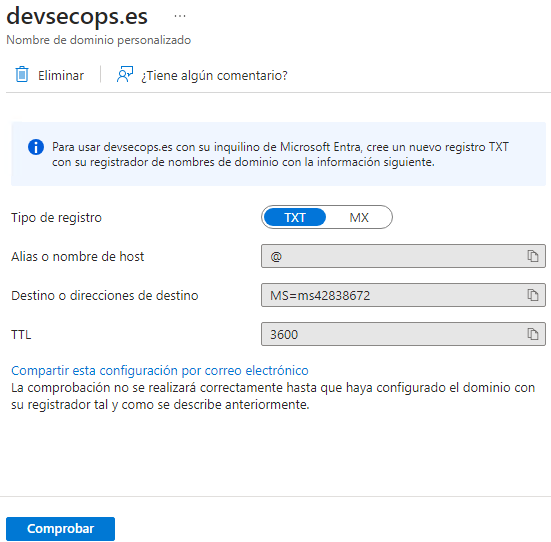 devsecops.es ...
Nombre de dominio personalizado
Eliminar ¿Tiene algún comentario?
Para usar devsecops.es con su inquilino de Microsoft Entra, cree un nuevo registro TXT
con su registrador de nombres de dominio con la información siguiente.
Tipo de registro TXT MX
Alias o nombre de host @
Destino o direcciones de destino MS=ms42838672
TTL 3600
Compartir esta configuración por correo electrónico
La comprobación no se realizará correctamente hasta que haya configurado el dominio con
su registrador tal y como se describe anteriormente.
Comprobar